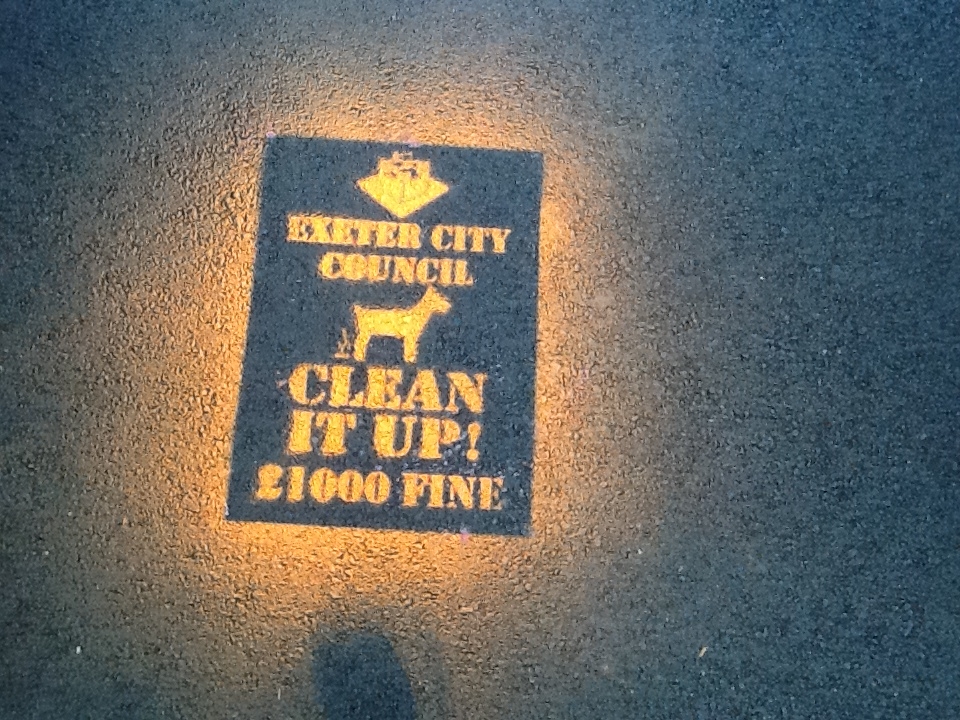 EXETER CITY
COUNCIL
CLEAN
IT UP!
£1000 FINE